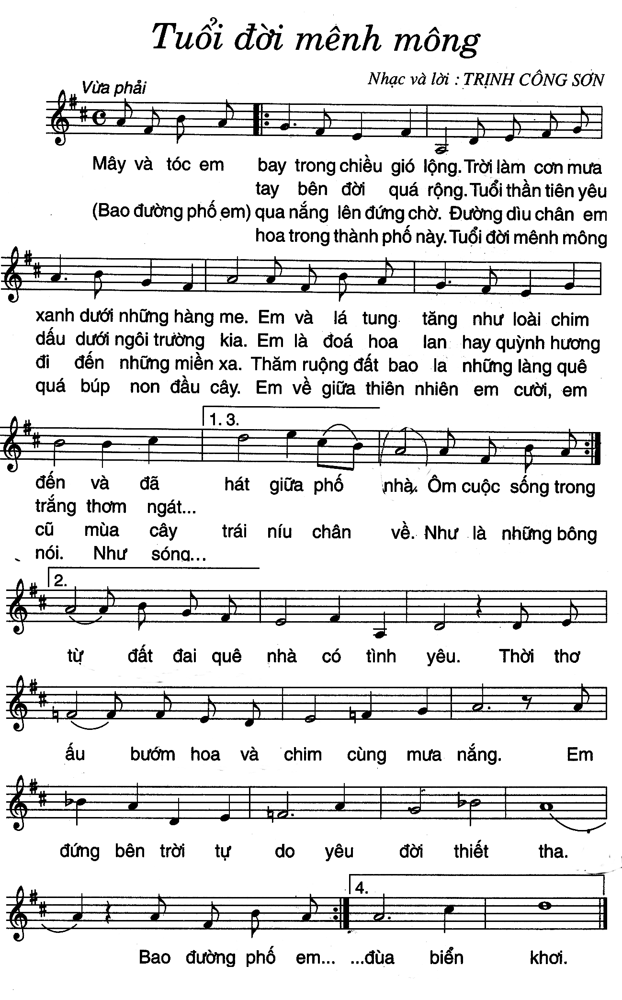 Tuổi đời mênh mông
Nhạc và lời : TRỊNH CÔNG SƠN
Vừa phải
Mây và tóc em bay trong chiều gió lộng. Trời làm cơn mưa
tay bên đời quá rộng. Tuổi thần tiên yêu
(Bao đường phố em) qua nắng lên đứng chờ. Đường dìu chân em
hoa trong thành phố này. Tuổi đời mênh mông
xanh dưới những hàng me. Em và lá tung tăng như loài chim
dấu dưới ngôi trường kia. Em là đoá hoa lan hay quỳnh hương
đi đến những miền xa. Thăm ruộng đất bao la những làng quê
quá búp non đầu cây. Em về giữa thiên nhiên em cười, em
1. 3.
đến và đã hát giữa phố nhà. Ôm cuộc sống trong
trắng thơm ngát...
cũ mùa cây trái níu chân về. Như là những bông
nói. Như sóng...
2.
từ đất đai quê nhà có tình yêu. Thời thơ
ấu bướm hoa và chim cùng mưa nắng. Em
đứng bên trời tự do yêu đời thiết tha.
4.
Bao đường phố em... ...đùa biển khơi.